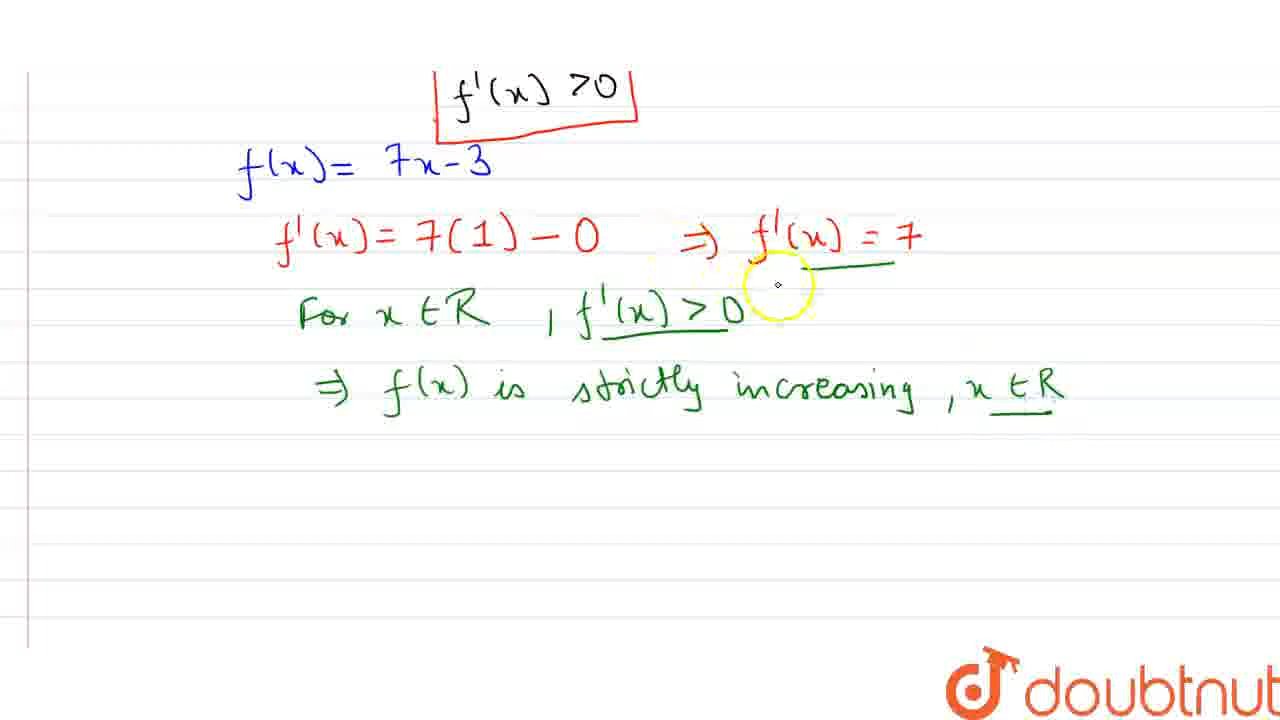 f'(x) >0
f(x) = 7x-3
f'(x) = 7(1) - 0 ⇒ f'(x) = 7
For x ∈ R , f'(x) > 0
⇒ f(x) is strictly increasing , x ∈ R
doubtnut